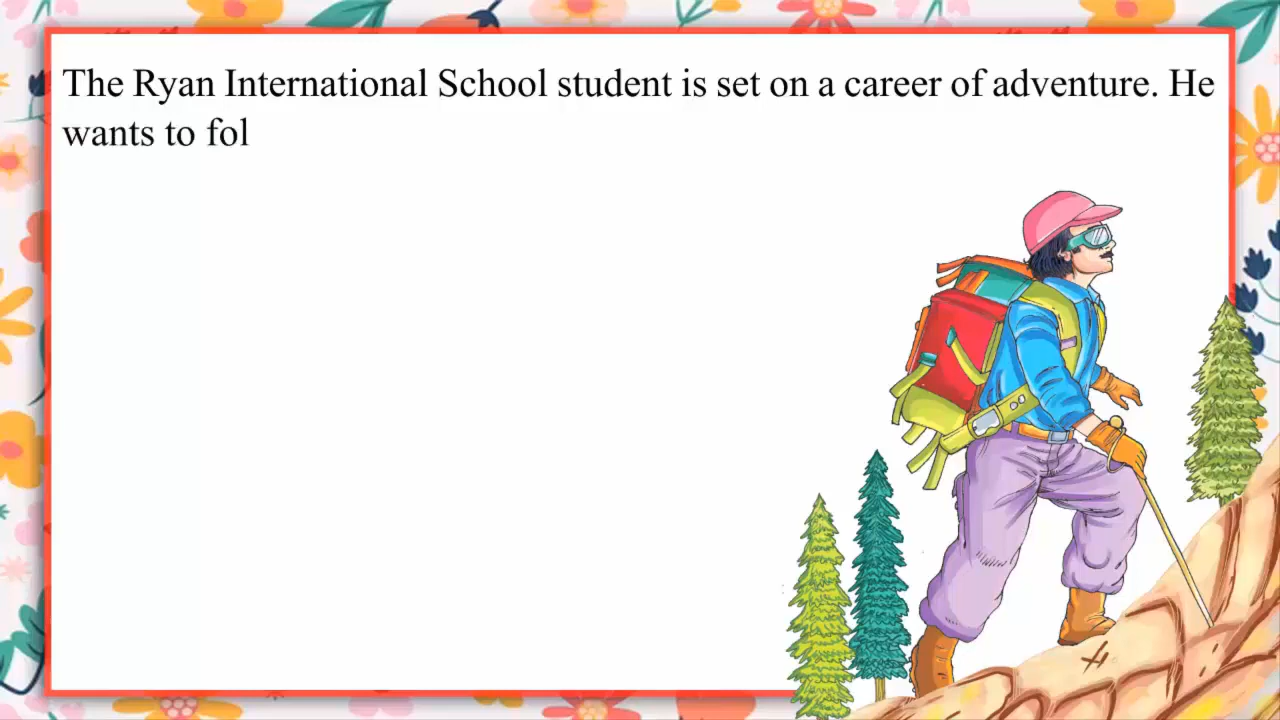 The Ryan International School student is set on a career of adventure. He
wants to fol